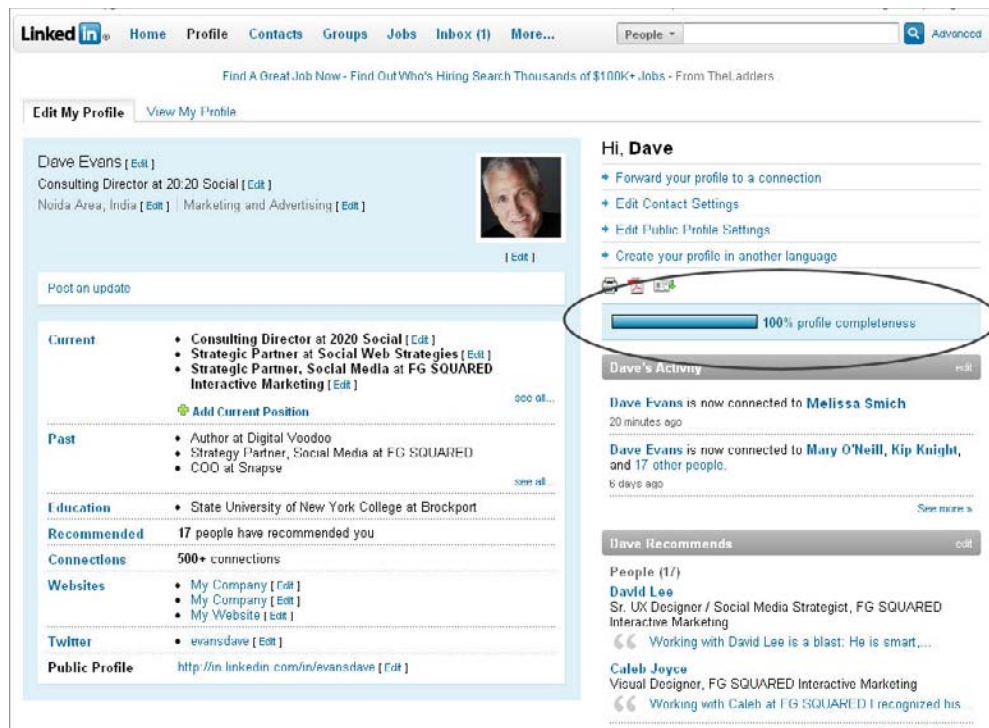 Linked in® Home Profile Contacts Groups Jobs Inbox (1) More... People Advanced
Find A Great Job Now - Find Out Who's Hiring Search Thousands of $100K+ Jobs - From TheLadders
Edit My Profile View My Profile
Dave Evans [ Edit ]
Consulting Director at 20:20 Social [ Edit ]
Noida Area, India [ Edit ] | Marketing and Advertising [ Edit ]
[ Edit ]
Post an update
Current
• Consulting Director at 2020 Social [ Edit ]
• Strategic Partner at Social Web Strategies [ Edit ]
• Strategic Partner, Social Media at FG SQUARED
Interactive Marketing [ Edit ]
see all...
Add Current Position
Past
• Author at Digital Voodoo
• Strategy Partner, Social Media at FG SQUARED
• COO at Snapse
see all...
Education • State University of New York College at Brockport
Recommended 17 people have recommended you
Connections 500+ connections
Websites
• My Company [ Edit ]
• My Company [ Edit ]
• My Website [ Edit ]
Twitter • evansdave [ Edit ]
Public Profile http://in.linkedin.com/in/evansdave [ Edit ]
Hi, Dave
Forward your profile to a connection
Edit Contact Settings
Edit Public Profile Settings
Create your profile in another language
100% profile completeness
Dave's Activity edit
Dave Evans is now connected to Melissa Smich
20 minutes ago
Dave Evans is now connected to Mary O'Neill, Kip Knight,
and 17 other people.
6 days ago
See more »
Dave Recommends edit
People (17)
David Lee
Sr. UX Designer / Social Media Strategist, FG SQUARED
Interactive Marketing
“ Working with David Lee is a blast: He is smart,...
Caleb Joyce
Visual Designer, FG SQUARED Interactive Marketing
“ Working with Caleb at FG SQUARED I recognized his...